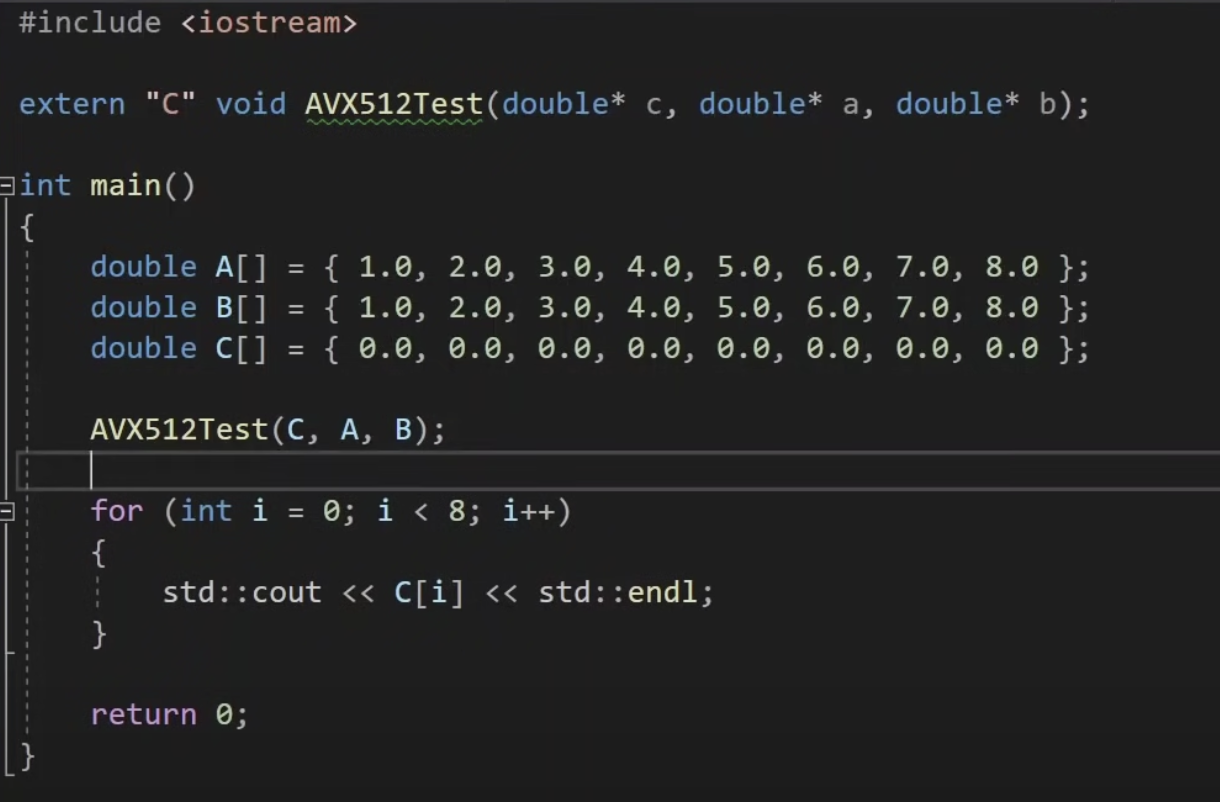 #include <iostream>
extern "C" void AVX512Test(double* c, double* a, double* b);
int main()
{
double A[] = { 1.0, 2.0, 3.0, 4.0, 5.0, 6.0, 7.0, 8.0 };
double B[] = { 1.0, 2.0, 3.0, 4.0, 5.0, 6.0, 7.0, 8.0 };
double C[] = { 0.0, 0.0, 0.0, 0.0, 0.0, 0.0, 0.0, 0.0 };
AVX512Test(C, A, B);
for (int i = 0; i < 8; i++)
{
std::cout << C[i] << std::endl;
}
return 0;
}